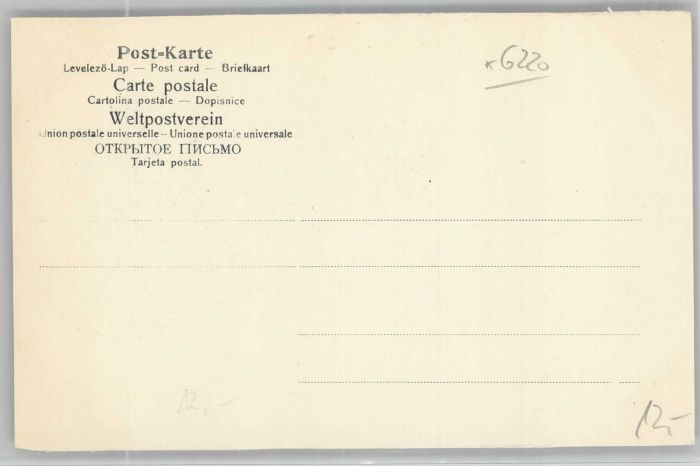 Post-Karte
Levelező-Lap — Post card — Briefkaart
Carte postale
Cartolina postale — Dopisnice
Weltpostverein
Union postale universelle – Unione postale universale
ОТКРЫТОЕ ПИСЬМО
Tarjeta postal.
*6220
12,-
12,-